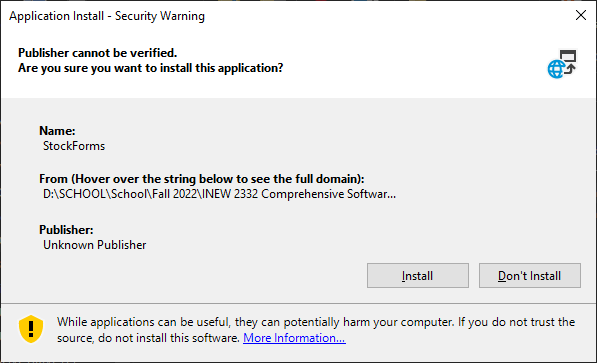 Application Install - Security Warning
Publisher cannot be verified.
Are you sure you want to install this application?
Name:
StockForms
From (Hover over the string below to see the full domain):
D:\SCHOOL\School\Fall 2022\INEW 2332 Comprehensive Softwar...
Publisher:
Unknown Publisher
Install
Don't Install
While applications can be useful, they can potentially harm your computer. If you do not trust the
source, do not install this software. More Information...